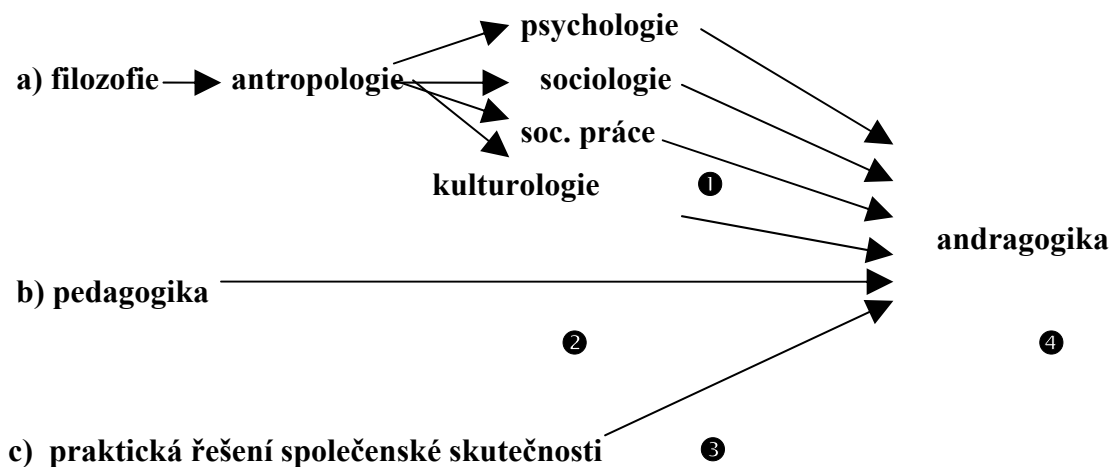 psychologie
a) filozofie antropologie sociologie
soc. práce
kulturologie ❶
andragogika
b) pedagogika
❷ ❹
c) praktická řešení společenské skutečnosti ❸